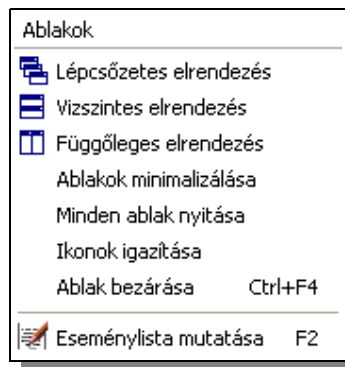 Ablakok
Lépcsőzetes elrendezés
Vizszintes elrendezés
Függőleges elrendezés
Ablakok minimalizálása
Minden ablak nyitása
Ikonok igazítása
Ablak bezárása Ctrl+F4
Eseménylista mutatása F2